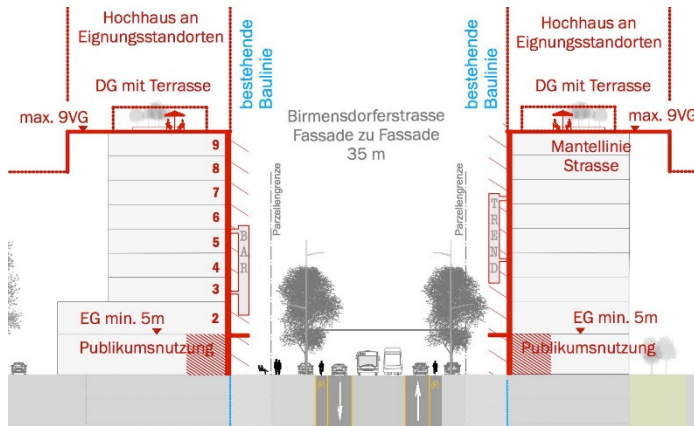 Hochhaus an
Eignungsstandorten
DG mit Terrasse
max. 9VG
bestehende
Baulinie
Birmensdorferstrasse
Fassade zu Fassade
35 m
bestehende
Baulinie
Hochhaus an
Eignungsstandorten
DG mit Terrasse
max. 9VG
9
8
7
6
5
4
3
2
BAR
Parzellengrenze
Parzellengrenze
TREND
Mantellinie
Strasse
EG min. 5m
Publikumsnutzung
EG min. 5m
Publikumsnutzung